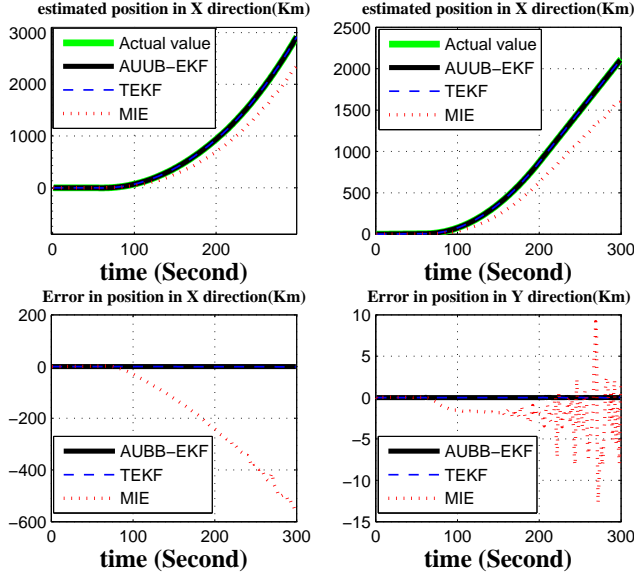 estimated position in X direction(Km)
3000
2000
1000
0
0
100
200
time (Second)
Actual value
AUUB−EKF
TEKF
MIE
estimated position in X direction(Km)
2500
2000
1500
1000
500
0
0
100
200
300
time (Second)
Actual value
AUUB−EKF
TEKF
MIE
Error in position in X direction(Km)
200
0
−200
−400
−600
0
100
200
300
time (Second)
AUBB−EKF
TEKF
MIE
Error in position in Y direction(Km)
10
5
0
−5
−10
−15
0
100
200
300
time (Second)
AUBB−EKF
TEKF
MIE